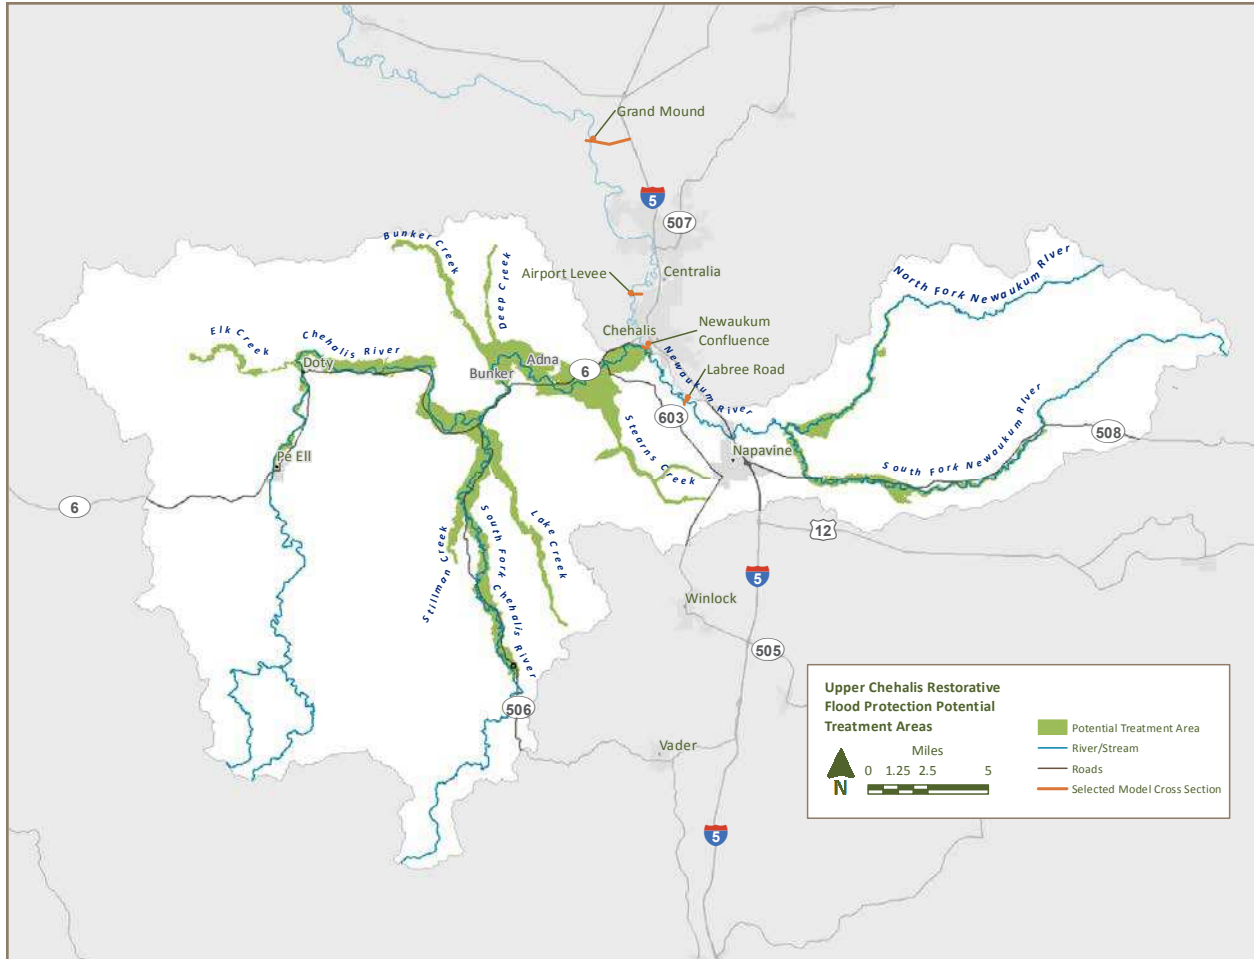 Grand Mound
5
507
Bunker Creek
Deep Creek
Airport Levee
Centralia
North Fork Newaukum River
Elk Creek
Chehalis River
Chehalis
Newaukum
Confluence
Doty
Adna
Bunker
6
Newaukum River
Labree Road
603
Stearns Creek
508
Pe Ell
Napavine
South Fork Newaukum River
6
12
Stillmon Creek
South Fork Chehalis River
Lake Creek
5
Winlock
505
506
Vader
5
Upper Chehalis Restorative
Flood Protection Potential
Treatment Areas
Miles
0 1.25 2.5 5
N
Potential Treatment Area
River/Stream
Roads
Selected Model Cross Section